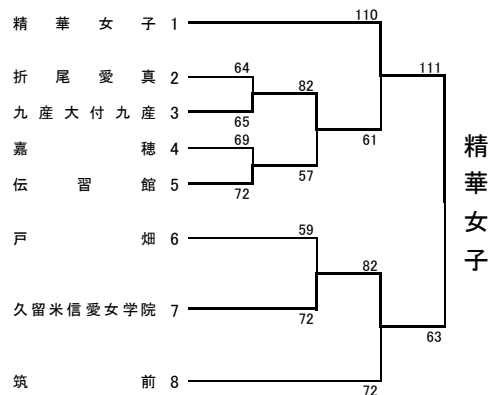 精華女子 1
折尾愛真 2
九産大付九産 3
嘉穂 4
伝習館 5
戸畑 6
久留米信愛女学院 7
筑前 8
110
64
65
69
72
82
57
61
59
72
82
72
111
63
精華女子